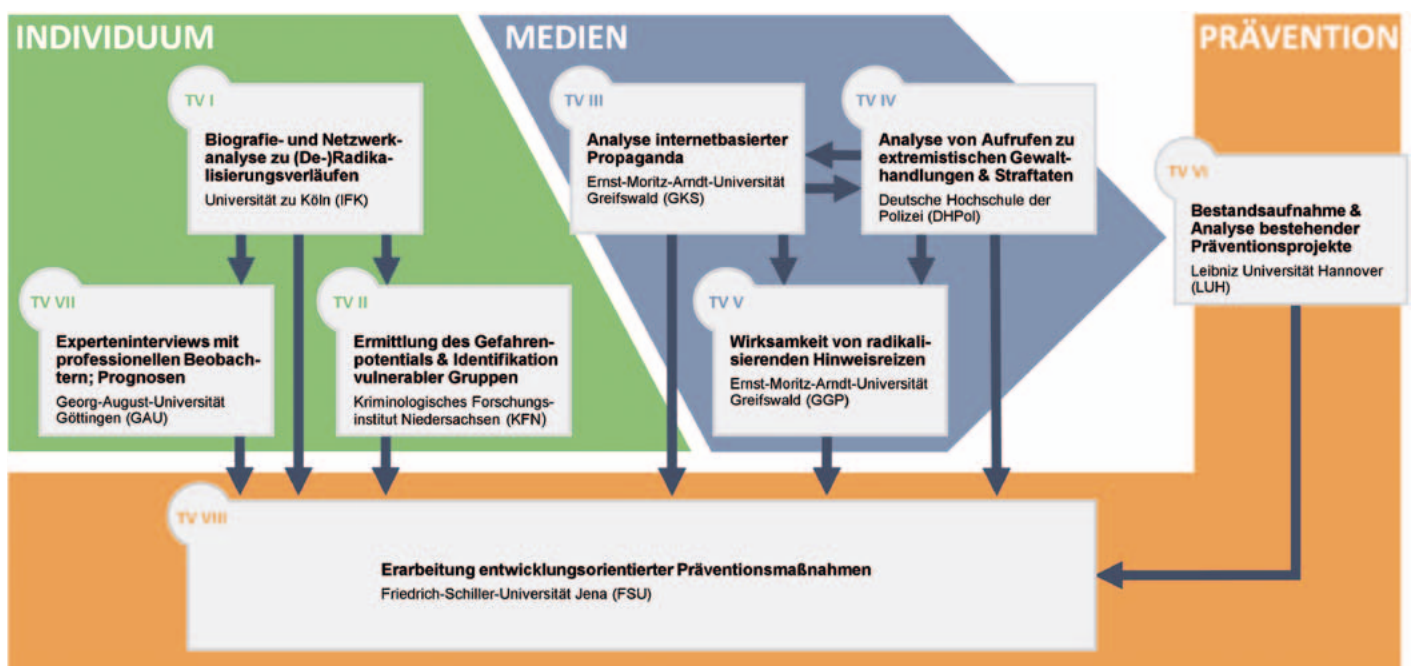 INDIVIDUUM
MEDIEN
PRÄVENTION
TV I
Biografie- und Netzwerk-
analyse zu (De-)Radika-
lisierungsverläufen
Universität zu Köln (IFK)
TV III
Analyse internetbasierter
Propaganda
Ernst-Moritz-Arndt-Universität
Greifswald (GKS)
TV IV
Analyse von Aufrufen zu
extremistischen Gewalt-
handlungen & Straftaten
Deutsche Hochschule der
Polizei (DHPol)
TV VI
Bestandsaufnahme &
Analyse bestehender
Präventionsprojekte
Leibniz Universität Hannover
(LUH)
TV VII
Experteninterviews mit
professionellen Beobach-
tern; Prognosen
Georg-August-Universität
Göttingen (GAU)
TV II
Ermittlung des Gefahren-
potentials & Identifikation
vulnerabler Gruppen
Kriminologisches Forschungs-
institut Niedersachsen (KFN)
TV V
Wirksamkeit von radikali-
sierenden Hinweisreizen
Ernst-Moritz-Arndt-Universität
Greifswald (GGP)
TV VIII
Erarbeitung entwicklungsorientierter Präventionsmaßnahmen
Friedrich-Schiller-Universität Jena (FSU)